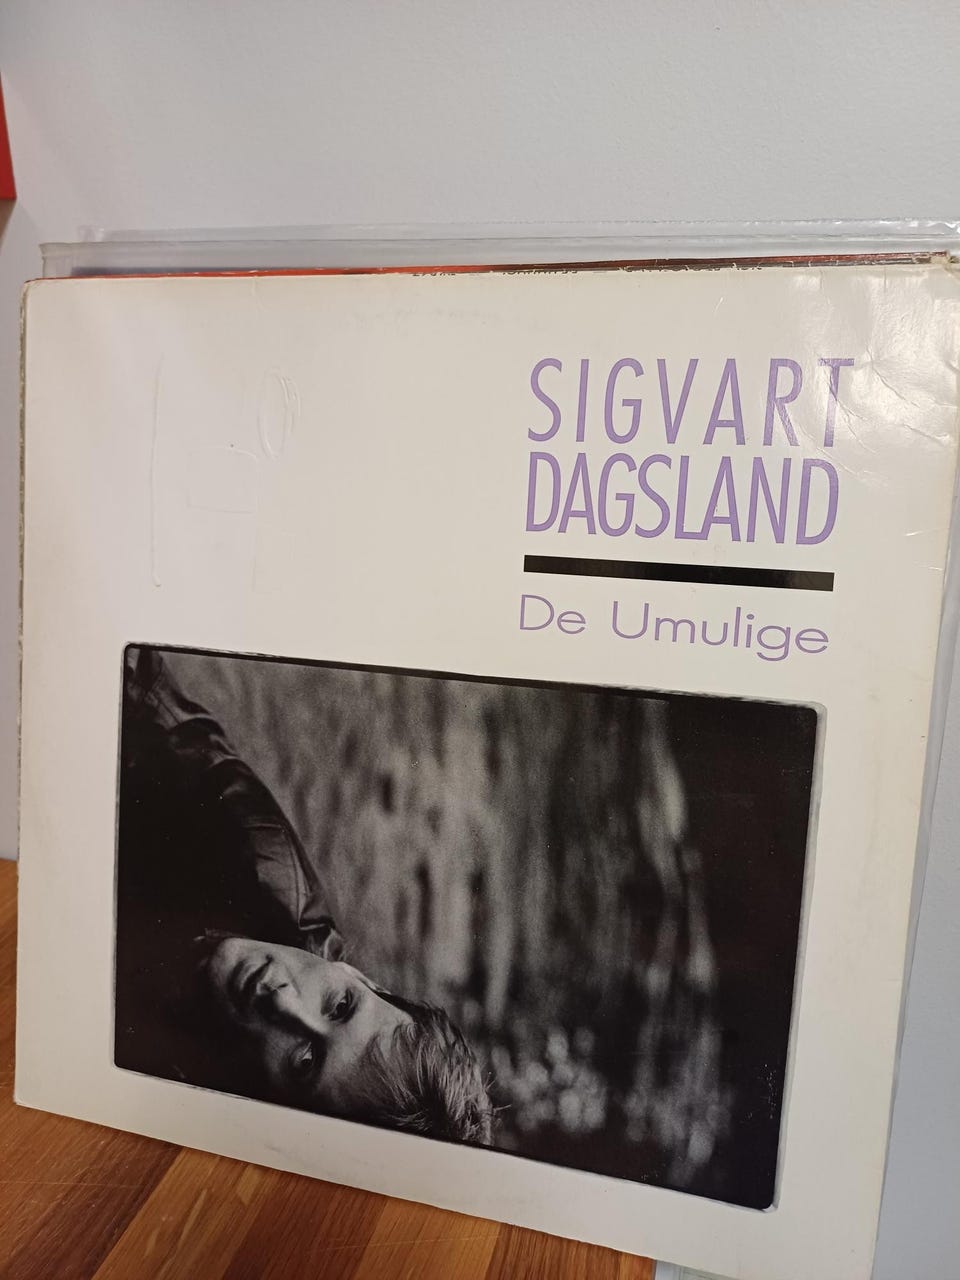 SIGVART
DAGSLAND
De Umulige